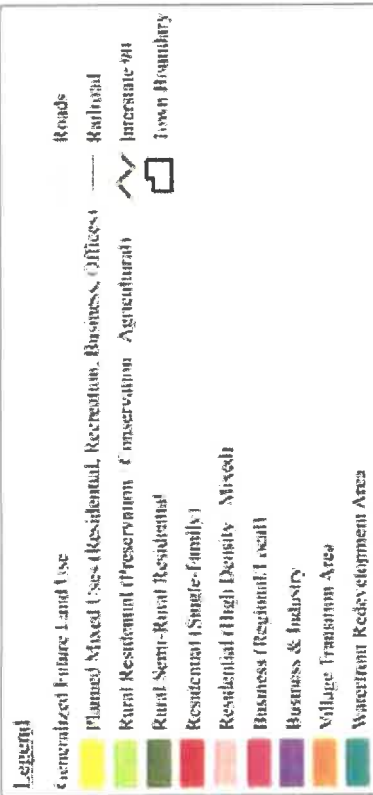 Legend
Generalized Future Land Use
Planned Mixed Uses (Residential, Recreation, Business, Offices)
Rural Residential (Preservation Conservation Agricultural)
Rural Semi-Rural Residential
Residential (Single-Family)
Residential (High Density Mixed)
Business (Regional/Local)
Business & Industry
Village Transition Area
Waterfront Redevelopment Area
Roads
Railroad
Interstate 90
Town Boundary